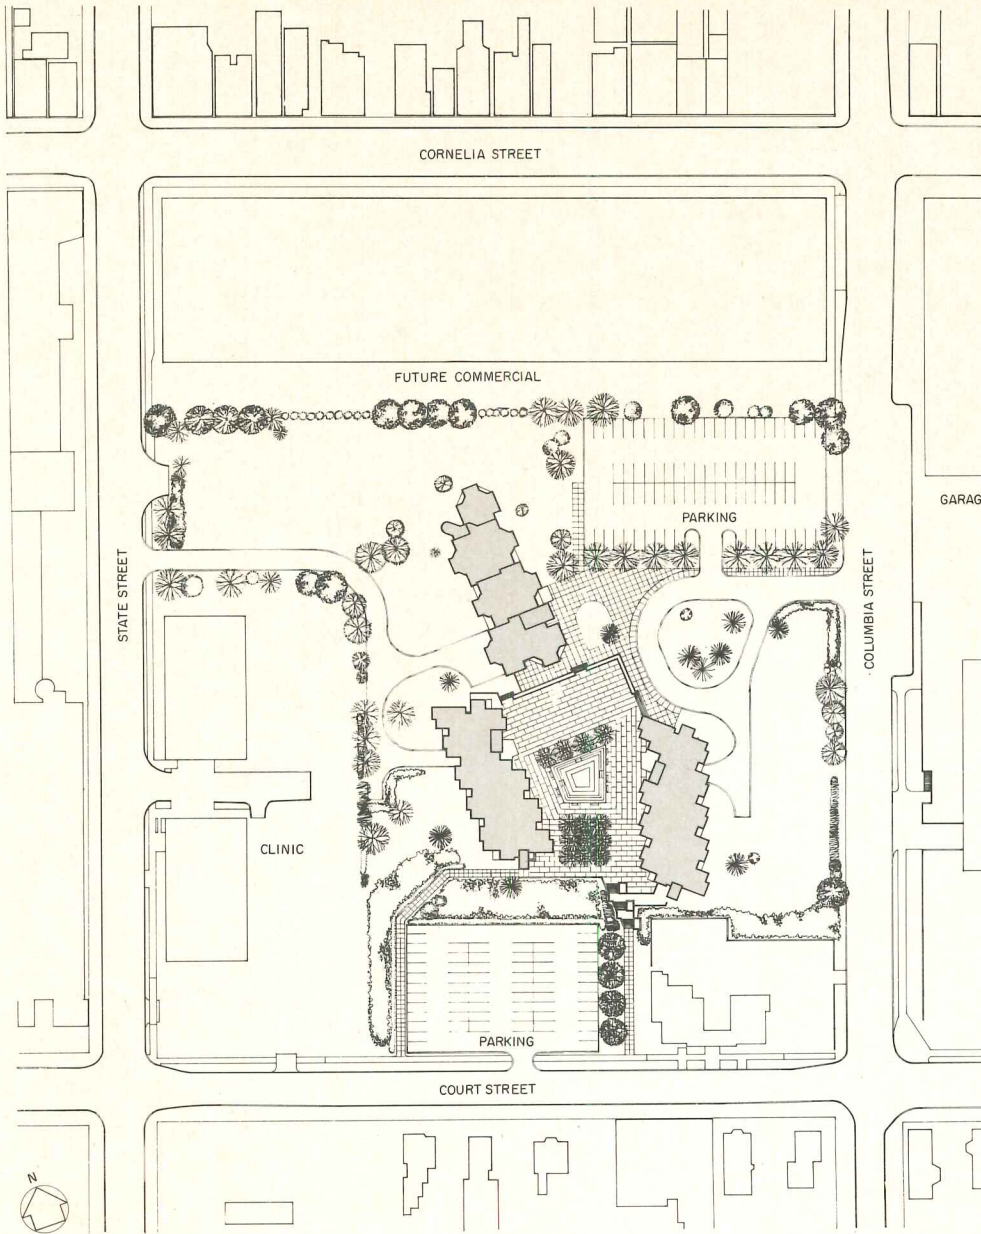 CORNELIA STREET
FUTURE COMMERCIAL
GARAG
PARKING
STATE STREET
COLUMBIA STREET
CLINIC
PARKING
COURT STREET
N